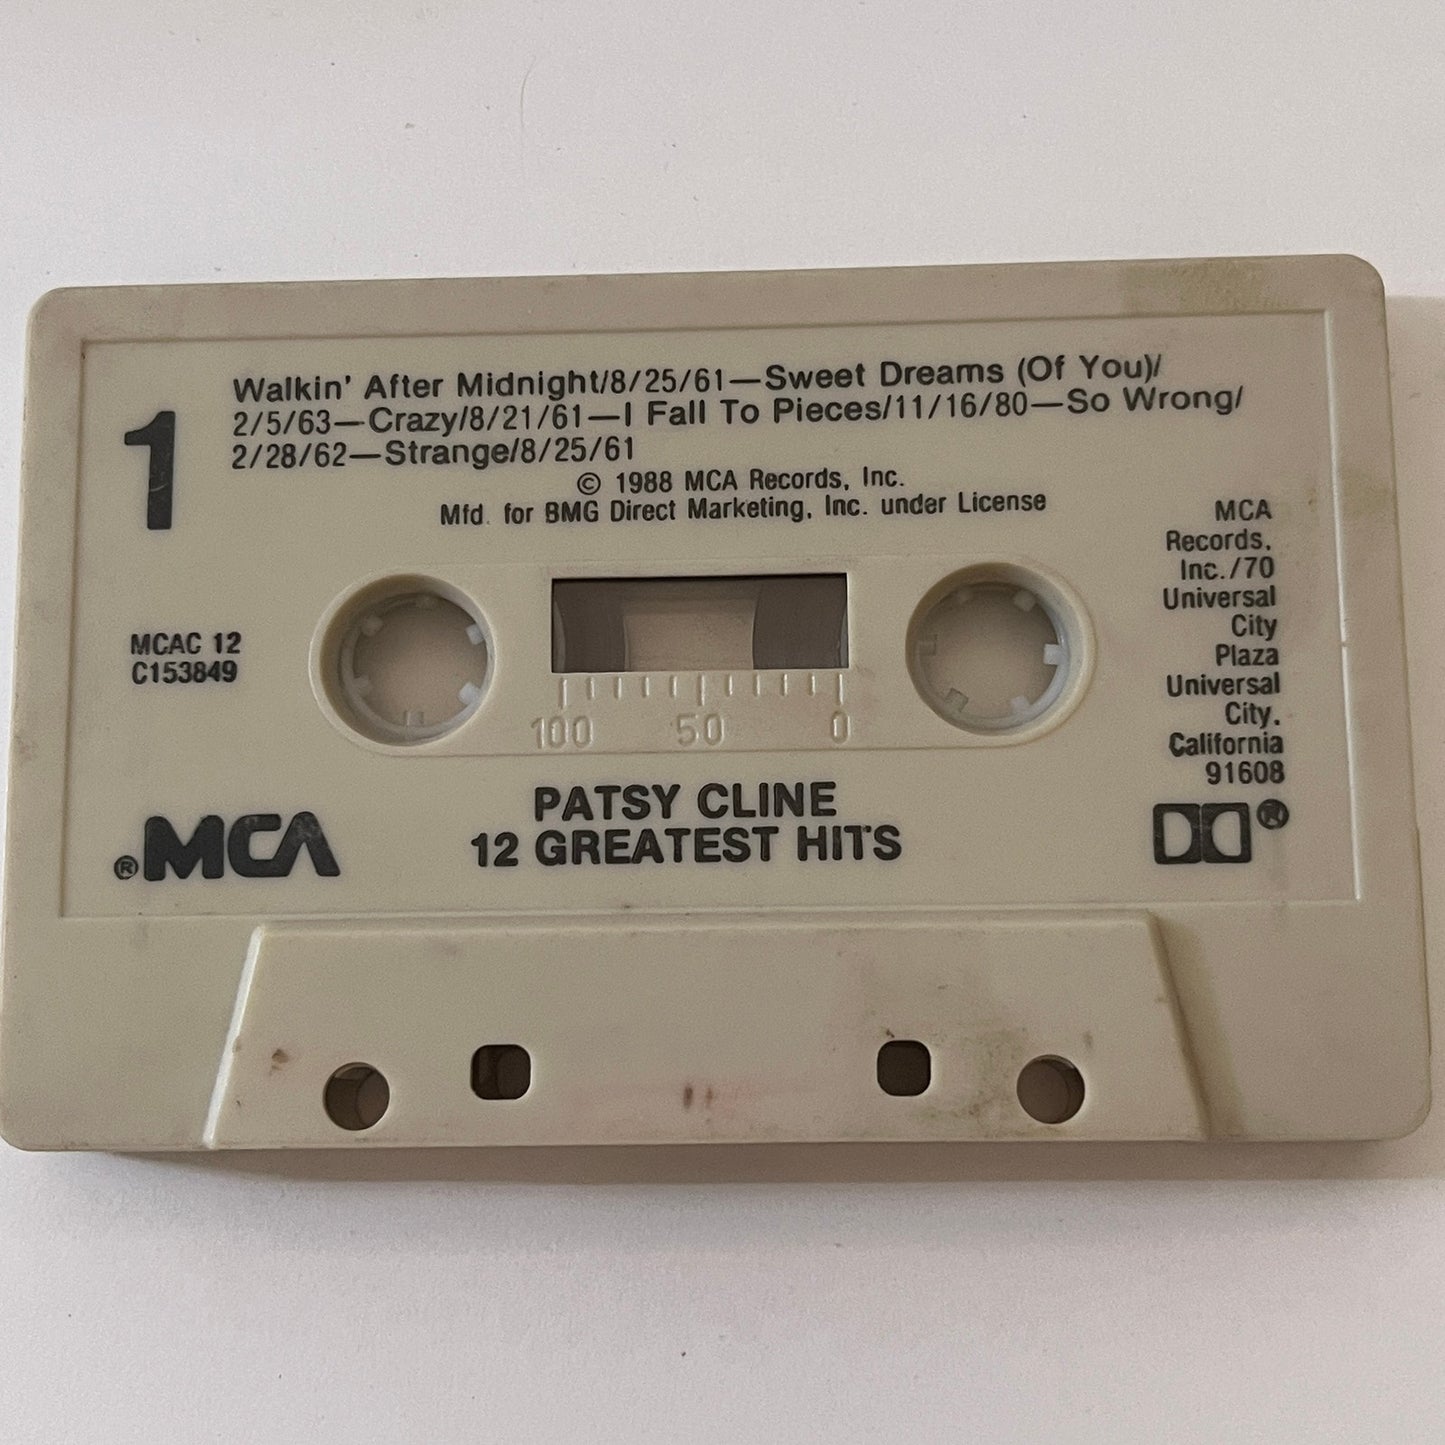 1
Walkin' After Midnight/8/25/61—Sweet Dreams (Of You)/
2/5/63—Crazy/8/21/61—I Fall To Pieces/11/16/80—So Wrong/
2/28/62—Strange/8/25/61
© 1988 MCA Records, Inc.
Mfd. for BMG Direct Marketing, Inc. under License
MCA
Records,
Inc./70
Universal
City
Plaza
Universal
City,
California
91608
MCAC 12
C153849
100 50 0
PATSY CLINE
12 GREATEST HITS
® MCA
®